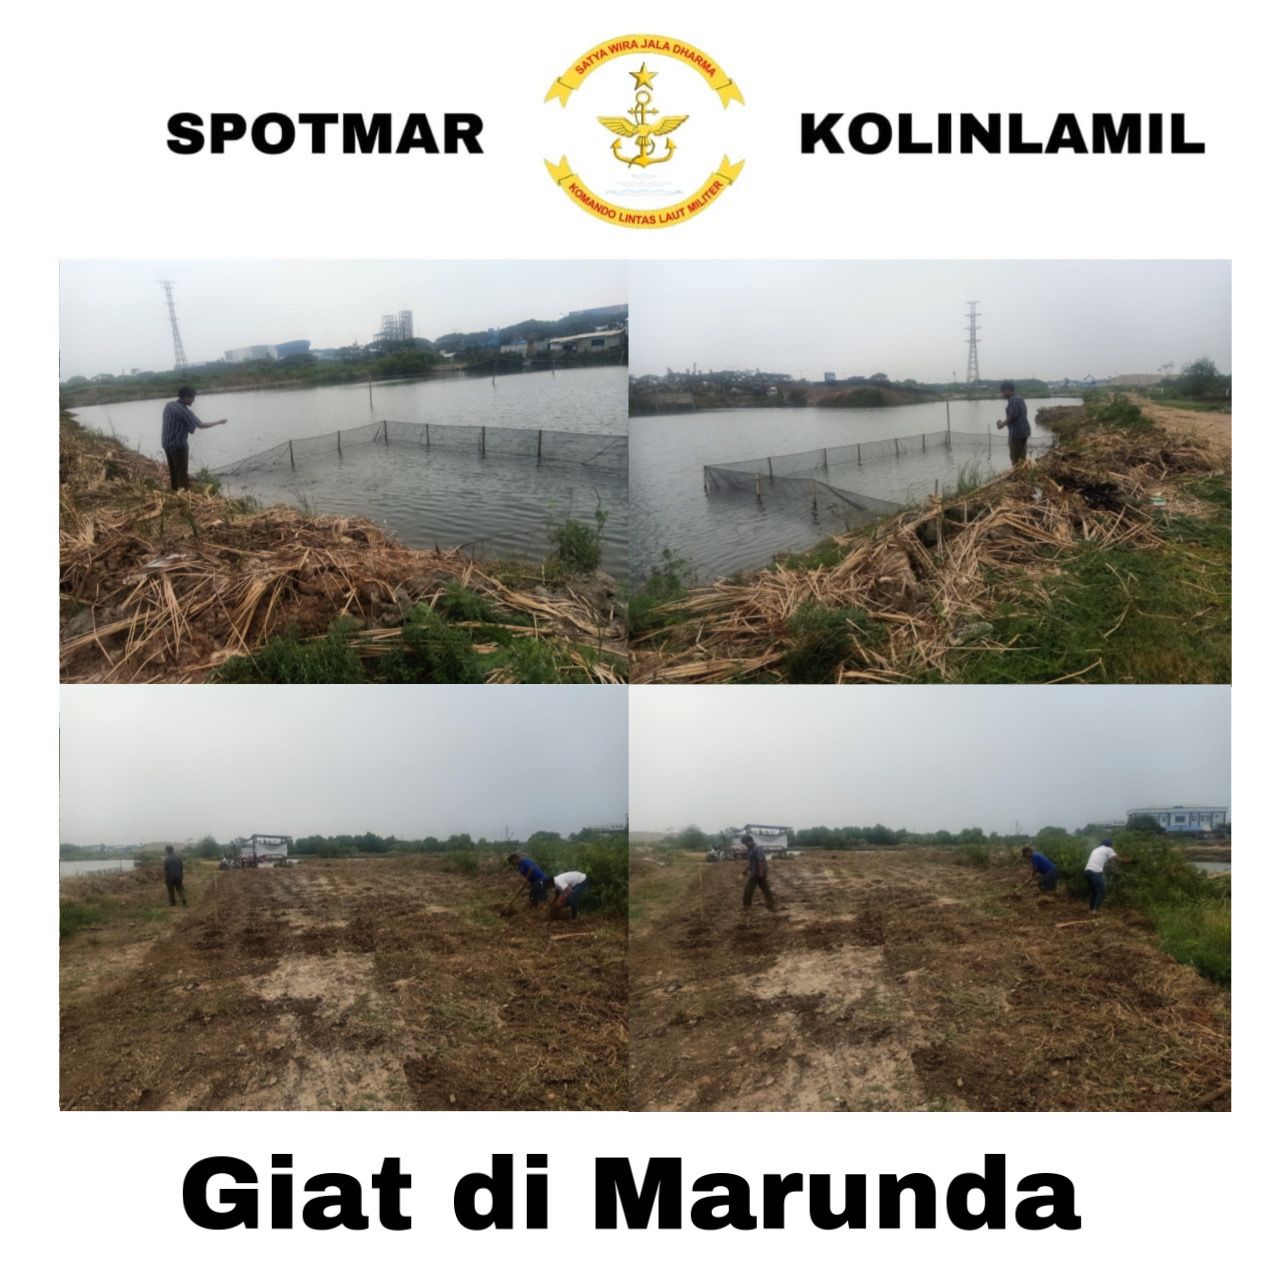 SATYA WIRA JALA DHARMA
SPOTMAR
KOLINLAMIL
KOMANDO LINTAS LAUT MILITER
Giat di Marunda